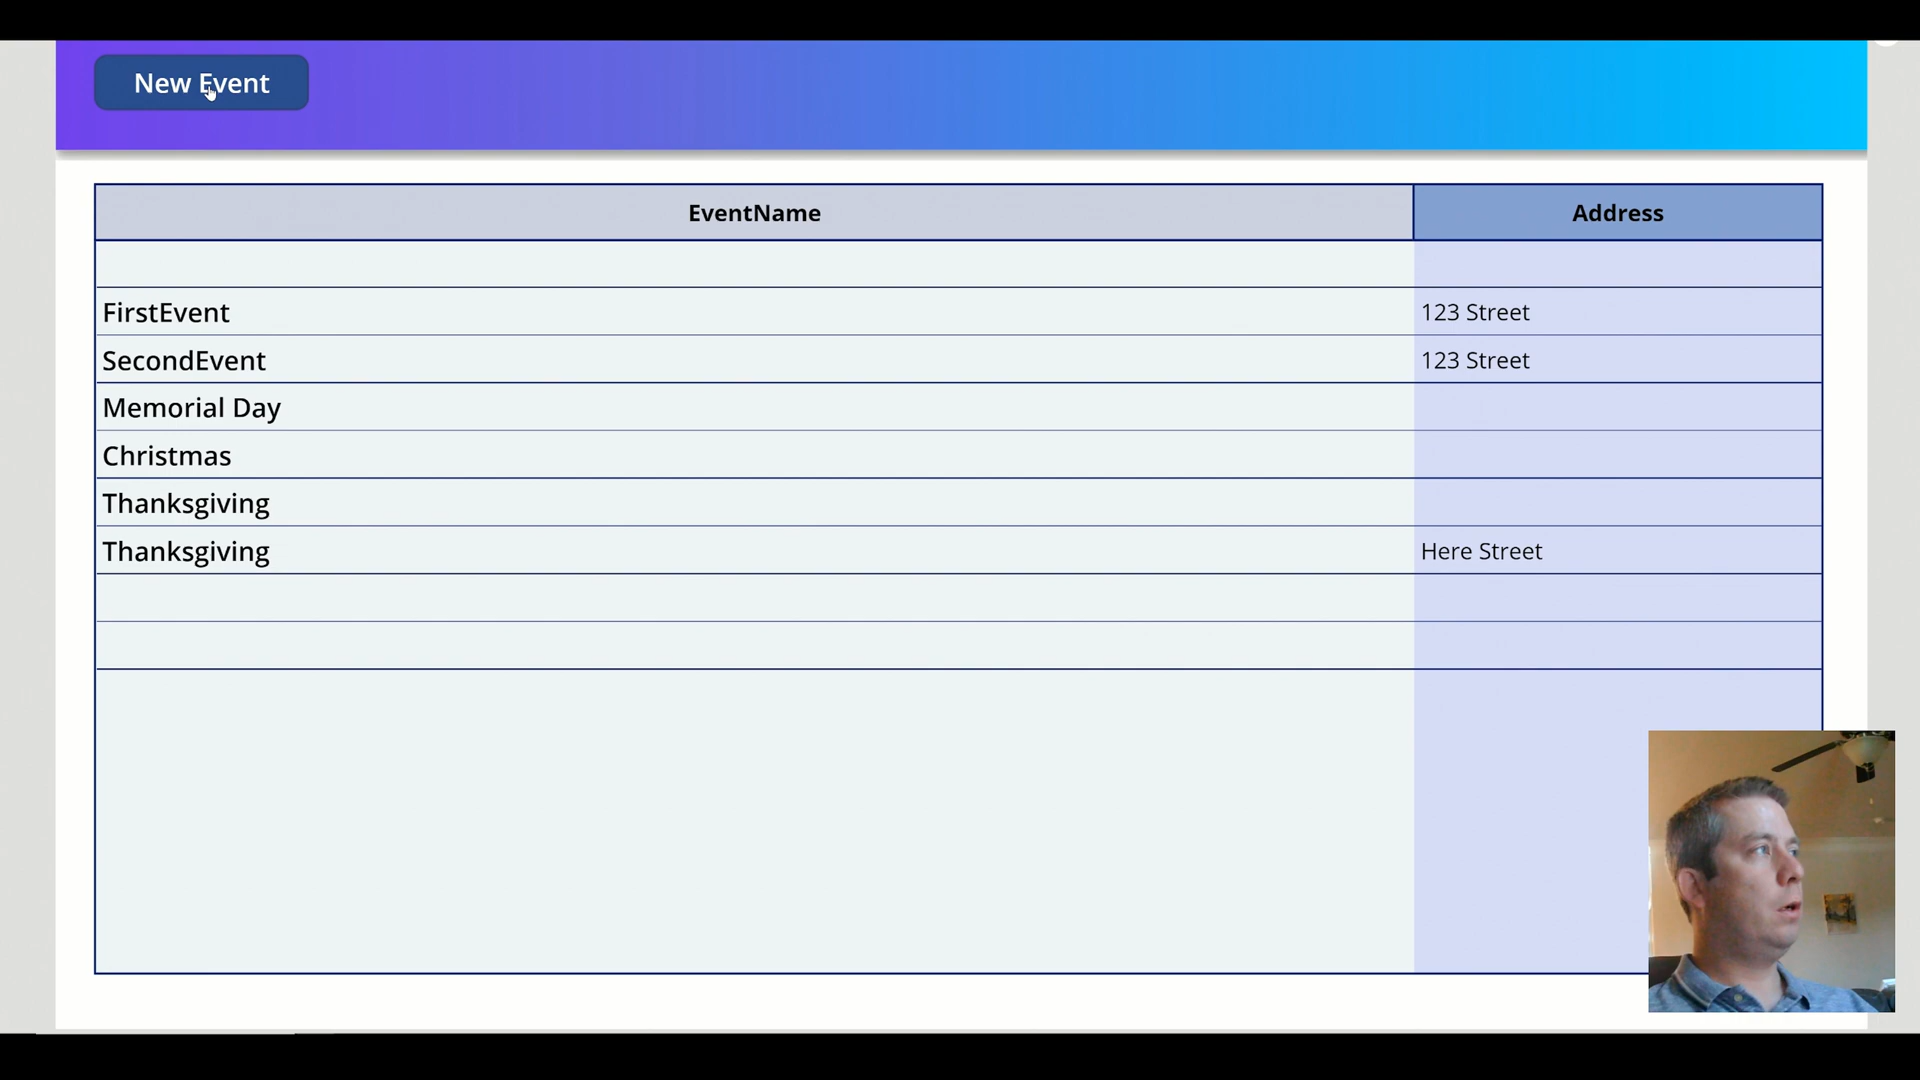 New Event
EventName Address
FirstEvent 123 Street
SecondEvent 123 Street
Memorial Day
Christmas
Thanksgiving
Thanksgiving Here Street